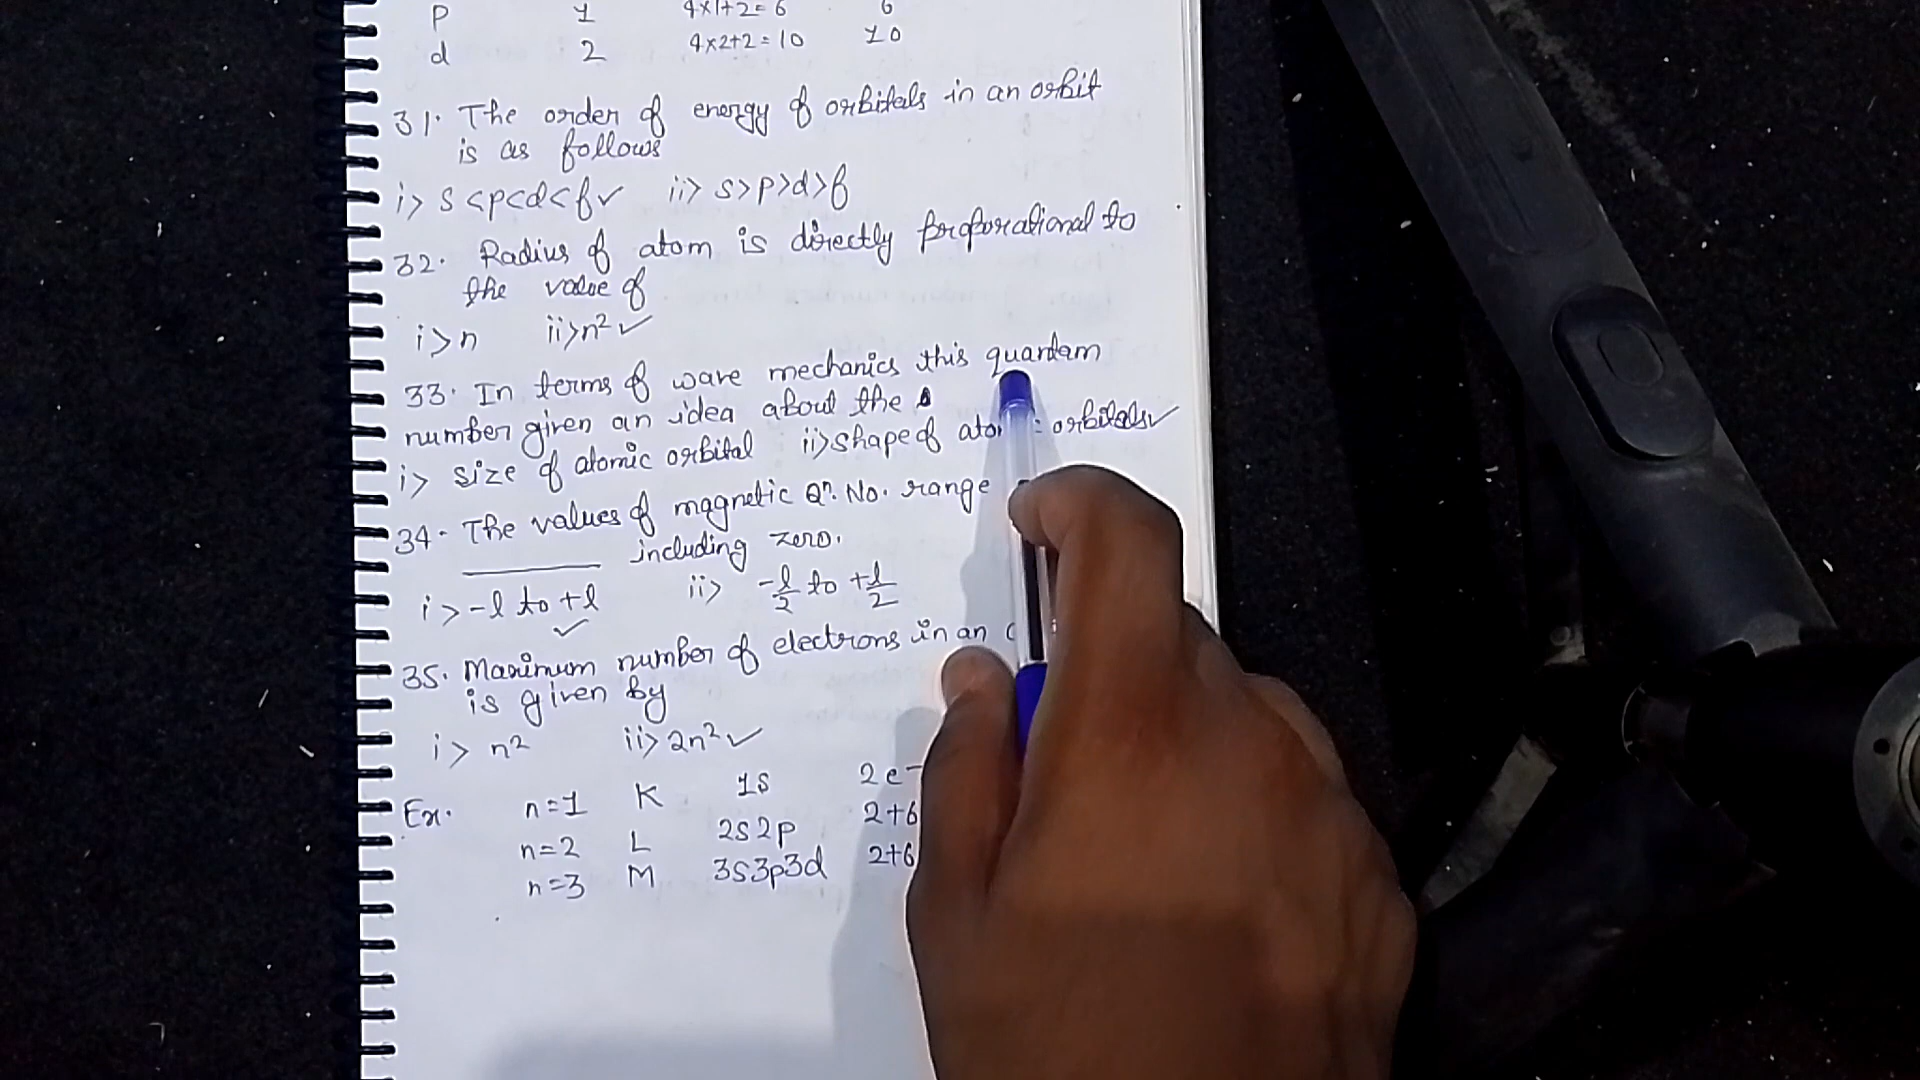 p 1 4×1+2=6 6
d 2 4×2+2=10 10
31. The order of energy of orbitals in an orbit
is as follows
i> s<p<d<f✓ ii> s>p>d>f
32. Radius of atom is directly proporational to
the value of
i>n ii>n²✓
33. In terms of wave mechanics this quantam
number given an idea about the
i> size of atomic orbital ii>shape of orbitals✓
34. The values of magnetic Qn. No. range
_____ including zero.
i>-l to +l ✓ ii> -l/2 to +l/2
35. Maximum number of electrons in an
is given by
i> n² ii>2n²✓
Ex. n=1 K 1s 2e⁻
n=2 L 2s2p 2+6
n=3 M 3s3p3d 2+6